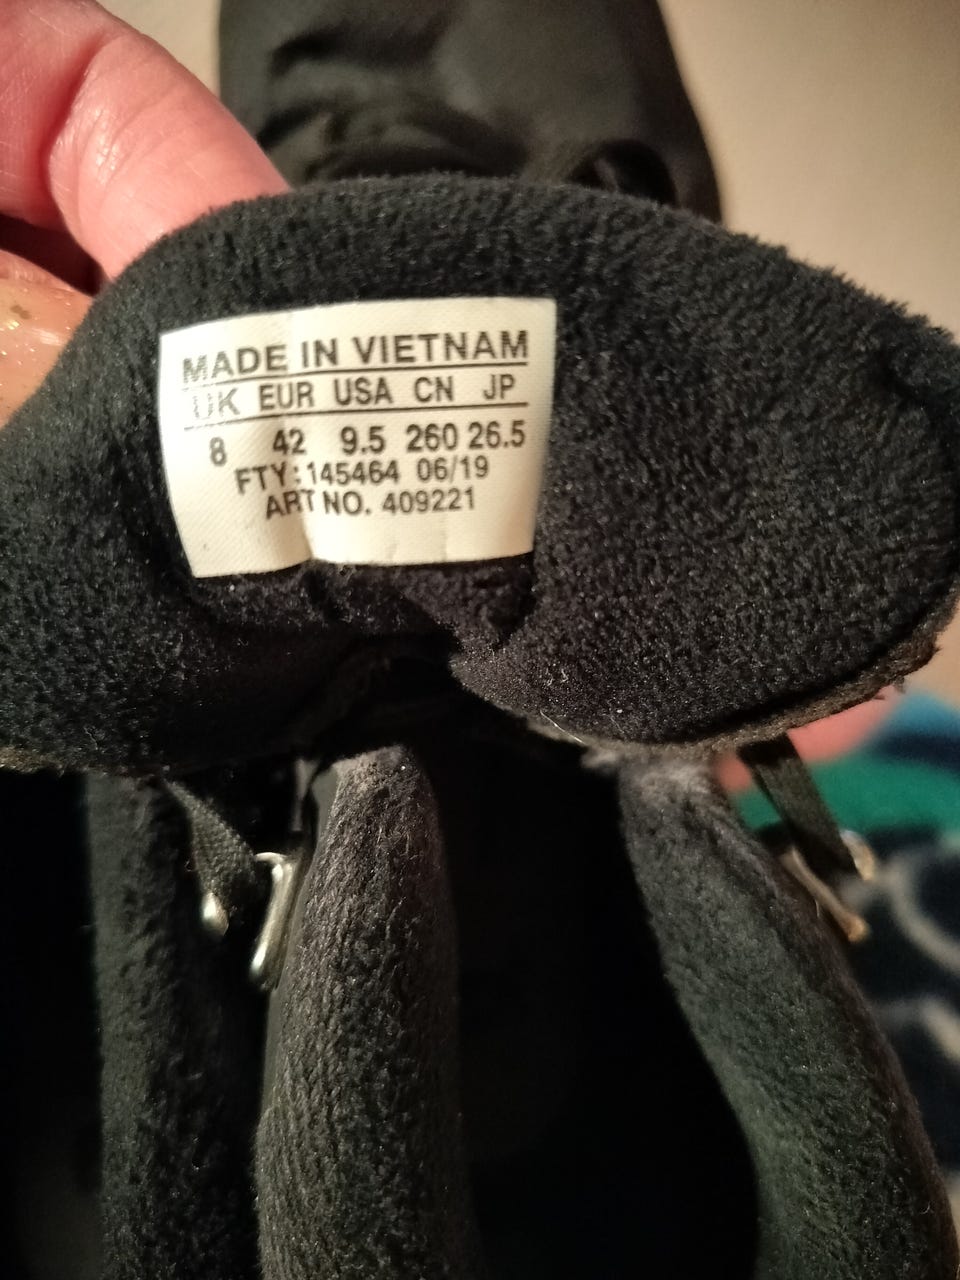 MADE IN VIETNAM
UK EUR USA CN JP
8 42 9.5 260 26.5
FTY: 145464 06/19
ART NO. 409221